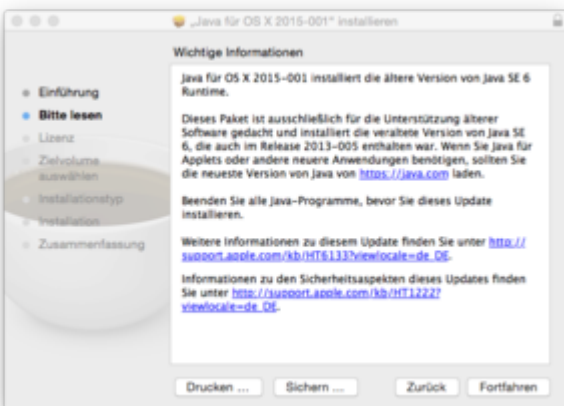 „Java für OS X 2015-001" installieren
Wichtige Informationen
Einführung
Bitte lesen
Lizenz
Zielvolume
auswählen
Installationstyp
Installation
Zusammenfassung
Java für OS X 2015-001 installiert die ältere Version von Java SE 6
Runtime.
Dieses Paket ist ausschließlich für die Unterstützung älterer
Software gedacht und installiert die veraltete Version von Java SE
6, die auch im Release 2013-005 enthalten war. Wenn Sie Java für
Applets oder andere neuere Anwendungen benötigen, sollten Sie
die neueste Version von Java von https://java.com laden.
Beenden Sie alle Java-Programme, bevor Sie dieses Update
installieren.
Weitere Informationen zu diesem Update finden Sie unter http://
support.apple.com/kb/HT6133?viewlocale=de_DE.
Informationen zu den Sicherheitsaspekten dieses Updates finden
Sie unter http://support.apple.com/kb/HT1222?
viewlocale=de_DE.
Drucken ... Sichern ... Zurück Fortfahren